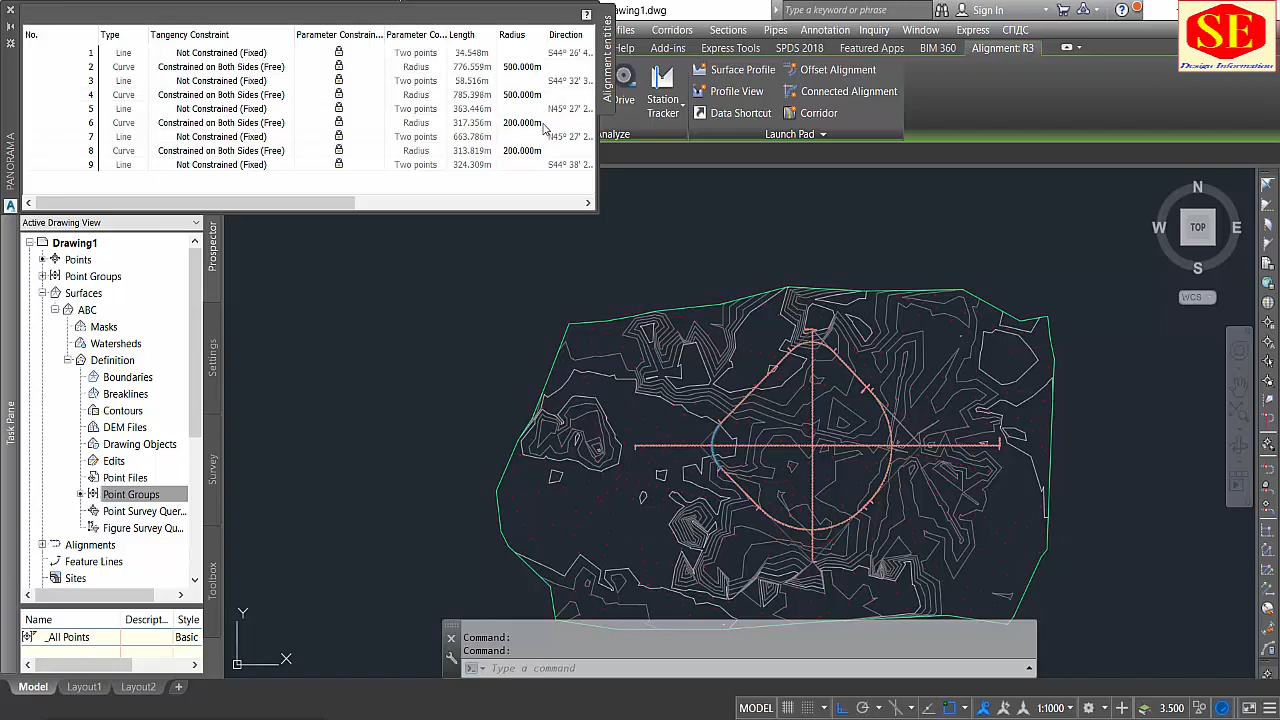 Drawing1.dwg
Type a keyword or phrase
Sign In
SE
Design Information
Corridors
Pipes
Annotation
Inquiry
Window
Express
СПДС
Help
Add-ins
Express Tools
SPDS 2018
Featured Apps
BIM 360
Alignment: R3
Drive
Station
Tracker
Surface Profile
Offset Alignment
Profile View
Connected Alignment
Data Shortcut
Corridor
Analyze
Launch Pad
No. Type Tangency Constraint Parameter Constrain... Parameter Co... Length Radius Direction
1 Line Not Constrained (Fixed) Two points 34.548m S44° 26' 4..
2 Curve Constrained on Both Sides (Free) Radius 776.559m 500.000m
3 Line Not Constrained (Fixed) Two points 58.516m S44° 32' 3..
4 Curve Constrained on Both Sides (Free) Radius 785.398m 500.000m
5 Line Not Constrained (Fixed) Two points 363.446m N45° 27' 2..
6 Curve Constrained on Both Sides (Free) Radius 317.356m 200.000m
7 Line Not Constrained (Fixed) Two points 663.786m N45° 27' 2..
8 Curve Constrained on Both Sides (Free) Radius 313.819m 200.000m
9 Line Not Constrained (Fixed) Two points 324.309m S44° 38' 2..
Alignment Entities
PANORAMA
Task Pane
Active Drawing View
Drawing1
Points
Point Groups
Surfaces
ABC
Masks
Watersheds
Definition
Boundaries
Breaklines
Contours
DEM Files
Drawing Objects
Edits
Point Files
Point Groups
Point Survey Quer...
Figure Survey Qu...
Alignments
Feature Lines
Sites
Prospector
Settings
Survey
Toolbox
Name Descript... Style
_All Points Basic
N
W TOP E
S
WCS
Y
X
Command:
Command:
Type a command
Model Layout1 Layout2 +
MODEL 1:1000 3.500